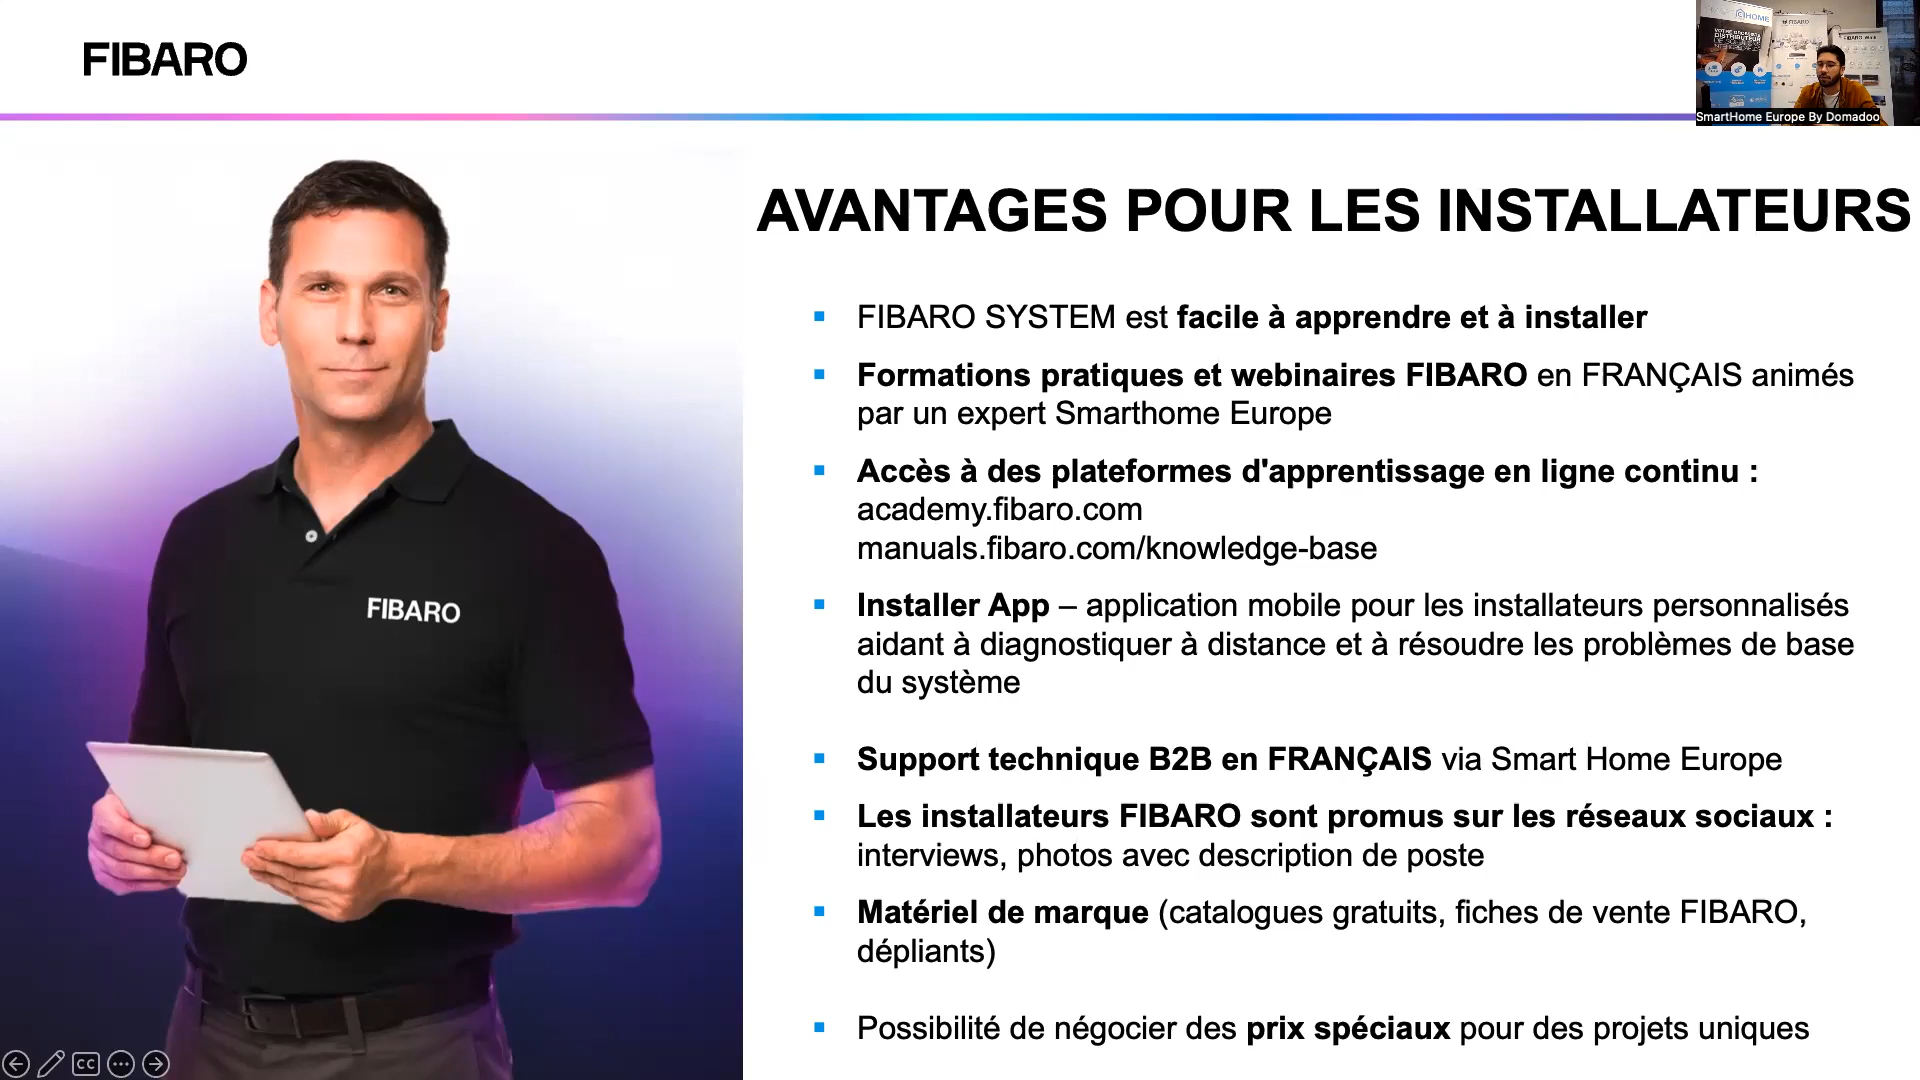 FIBARO
HOME
FIBARO
SmartHome Europe By Domadoo
AVANTAGES POUR LES INSTALLATEURS
FIBARO SYSTEM est facile à apprendre et à installer
Formations pratiques et webinaires FIBARO en FRANÇAIS animés
par un expert Smarthome Europe
Accès à des plateformes d'apprentissage en ligne continu :
academy.fibaro.com
manuals.fibaro.com/knowledge-base
Installer App – application mobile pour les installateurs personnalisés
aidant à diagnostiquer à distance et à résoudre les problèmes de base
du système
Support technique B2B en FRANÇAIS via Smart Home Europe
Les installateurs FIBARO sont promus sur les réseaux sociaux :
interviews, photos avec description de poste
Matériel de marque (catalogues gratuits, fiches de vente FIBARO,
dépliants)
Possibilité de négocier des prix spéciaux pour des projets uniques
FIBARO
CC